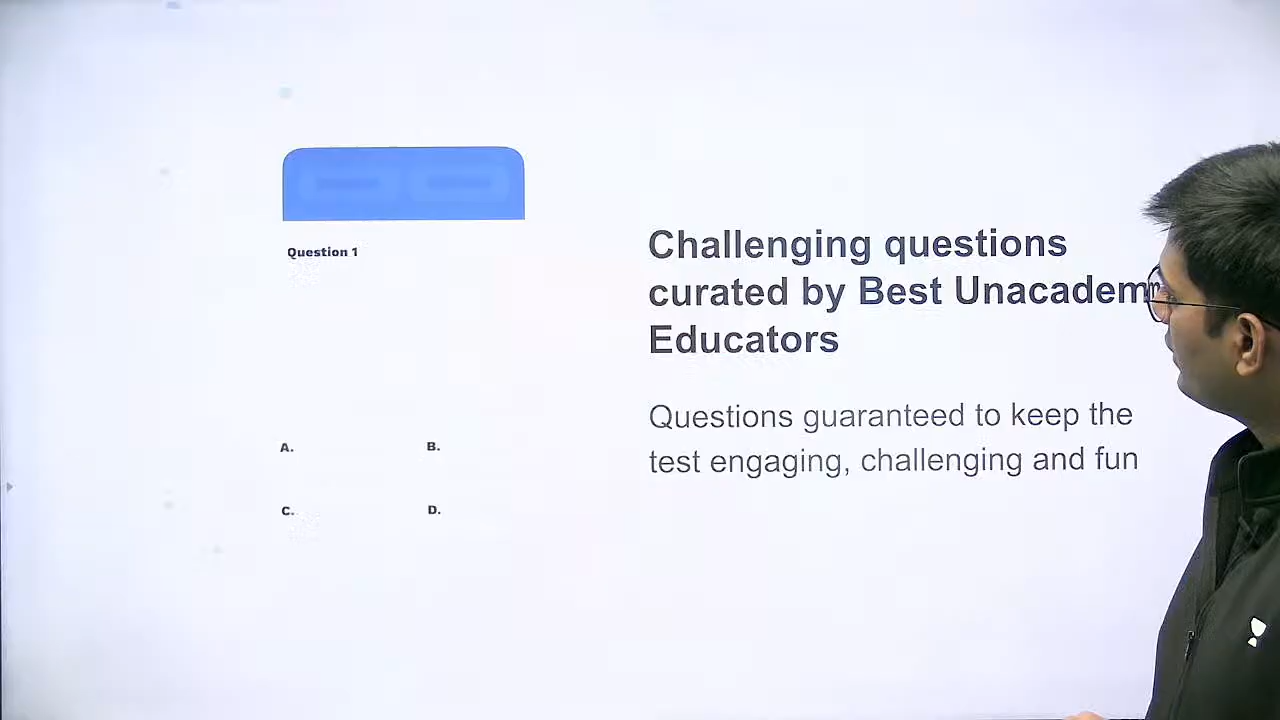 Question 1
A.
B.
C.
D.
Challenging questions
curated by Best Unacadem
Educators
Questions guaranteed to keep the
test engaging, challenging and fun